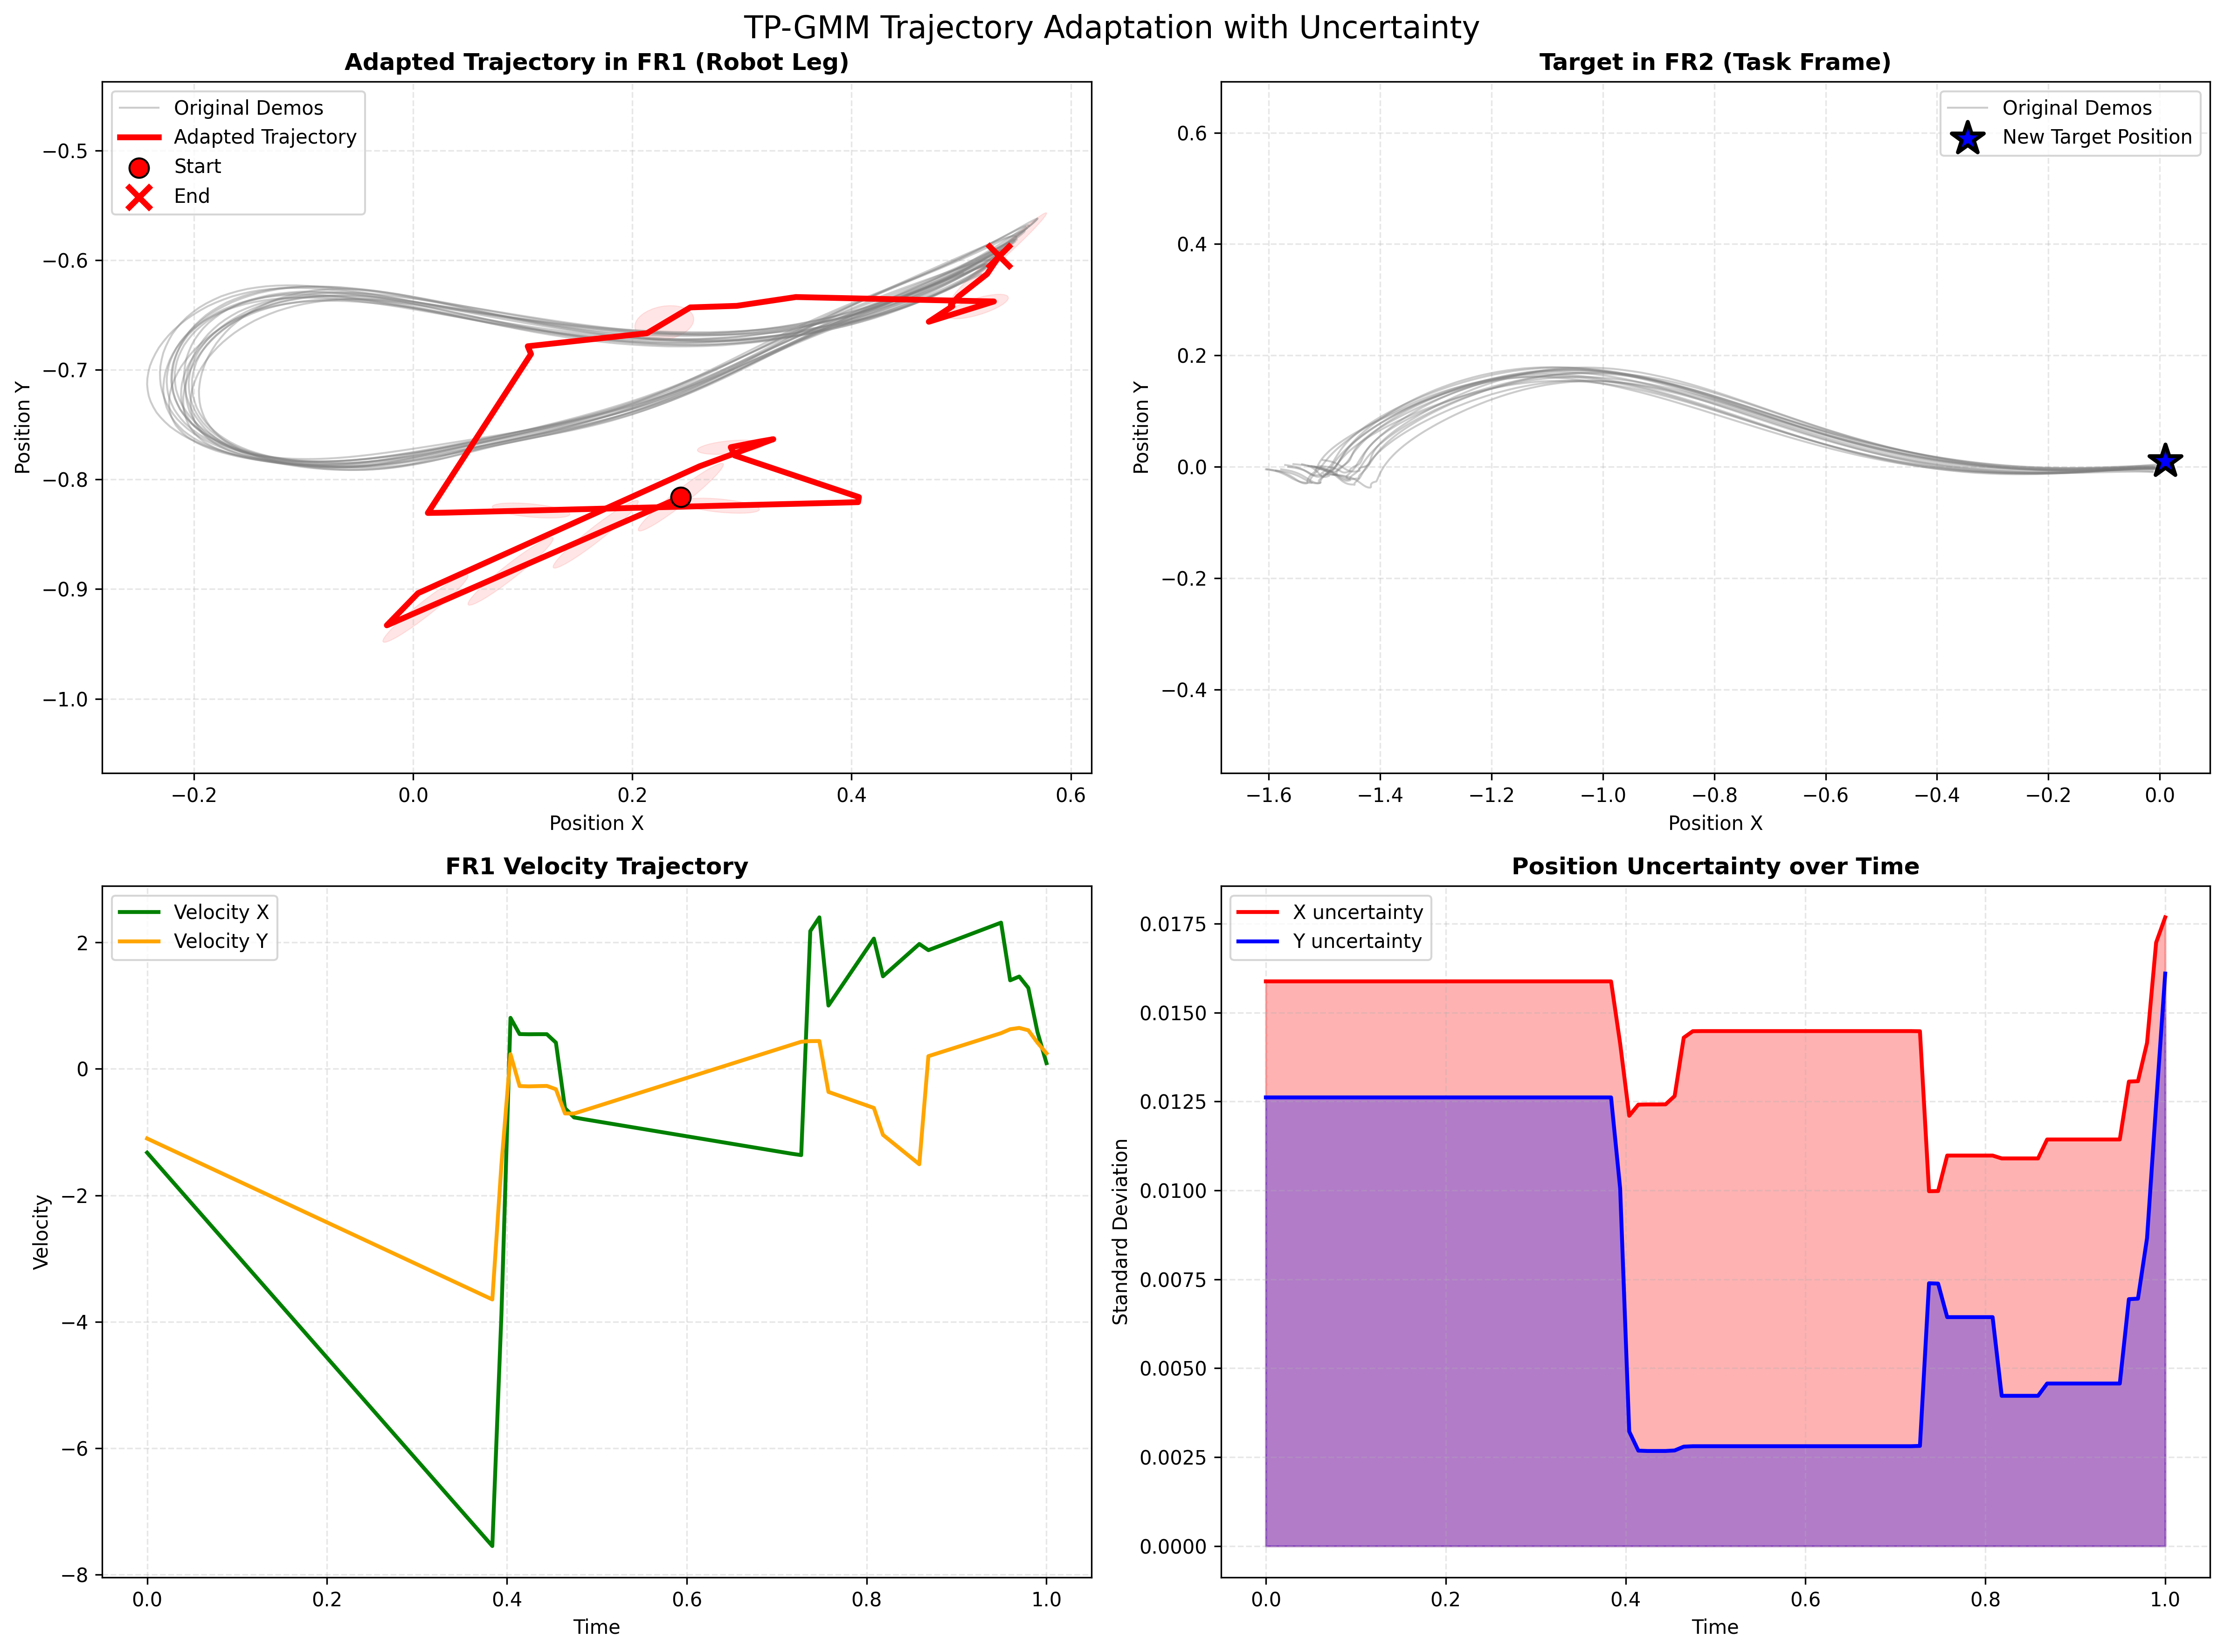 TP-GMM Trajectory Adaptation with Uncertainty
Adapted Trajectory in FR1 (Robot Leg)
Original Demos
Adapted Trajectory
Start
End
Position Y
−0.5
−0.6
−0.7
−0.8
−0.9
−1.0
−0.2
0.0
0.2
0.4
0.6
Position X
Target in FR2 (Task Frame)
Original Demos
New Target Position
Position Y
0.6
0.4
0.2
0.0
−0.2
−0.4
−1.6
−1.4
−1.2
−1.0
−0.8
−0.6
−0.4
−0.2
0.0
Position X
FR1 Velocity Trajectory
Velocity X
Velocity Y
Velocity
2
0
−2
−4
−6
−8
0.0
0.2
0.4
0.6
0.8
1.0
Time
Position Uncertainty over Time
X uncertainty
Y uncertainty
Standard Deviation
0.0175
0.0150
0.0125
0.0100
0.0075
0.0050
0.0025
0.0000
0.0
0.2
0.4
0.6
0.8
1.0
Time